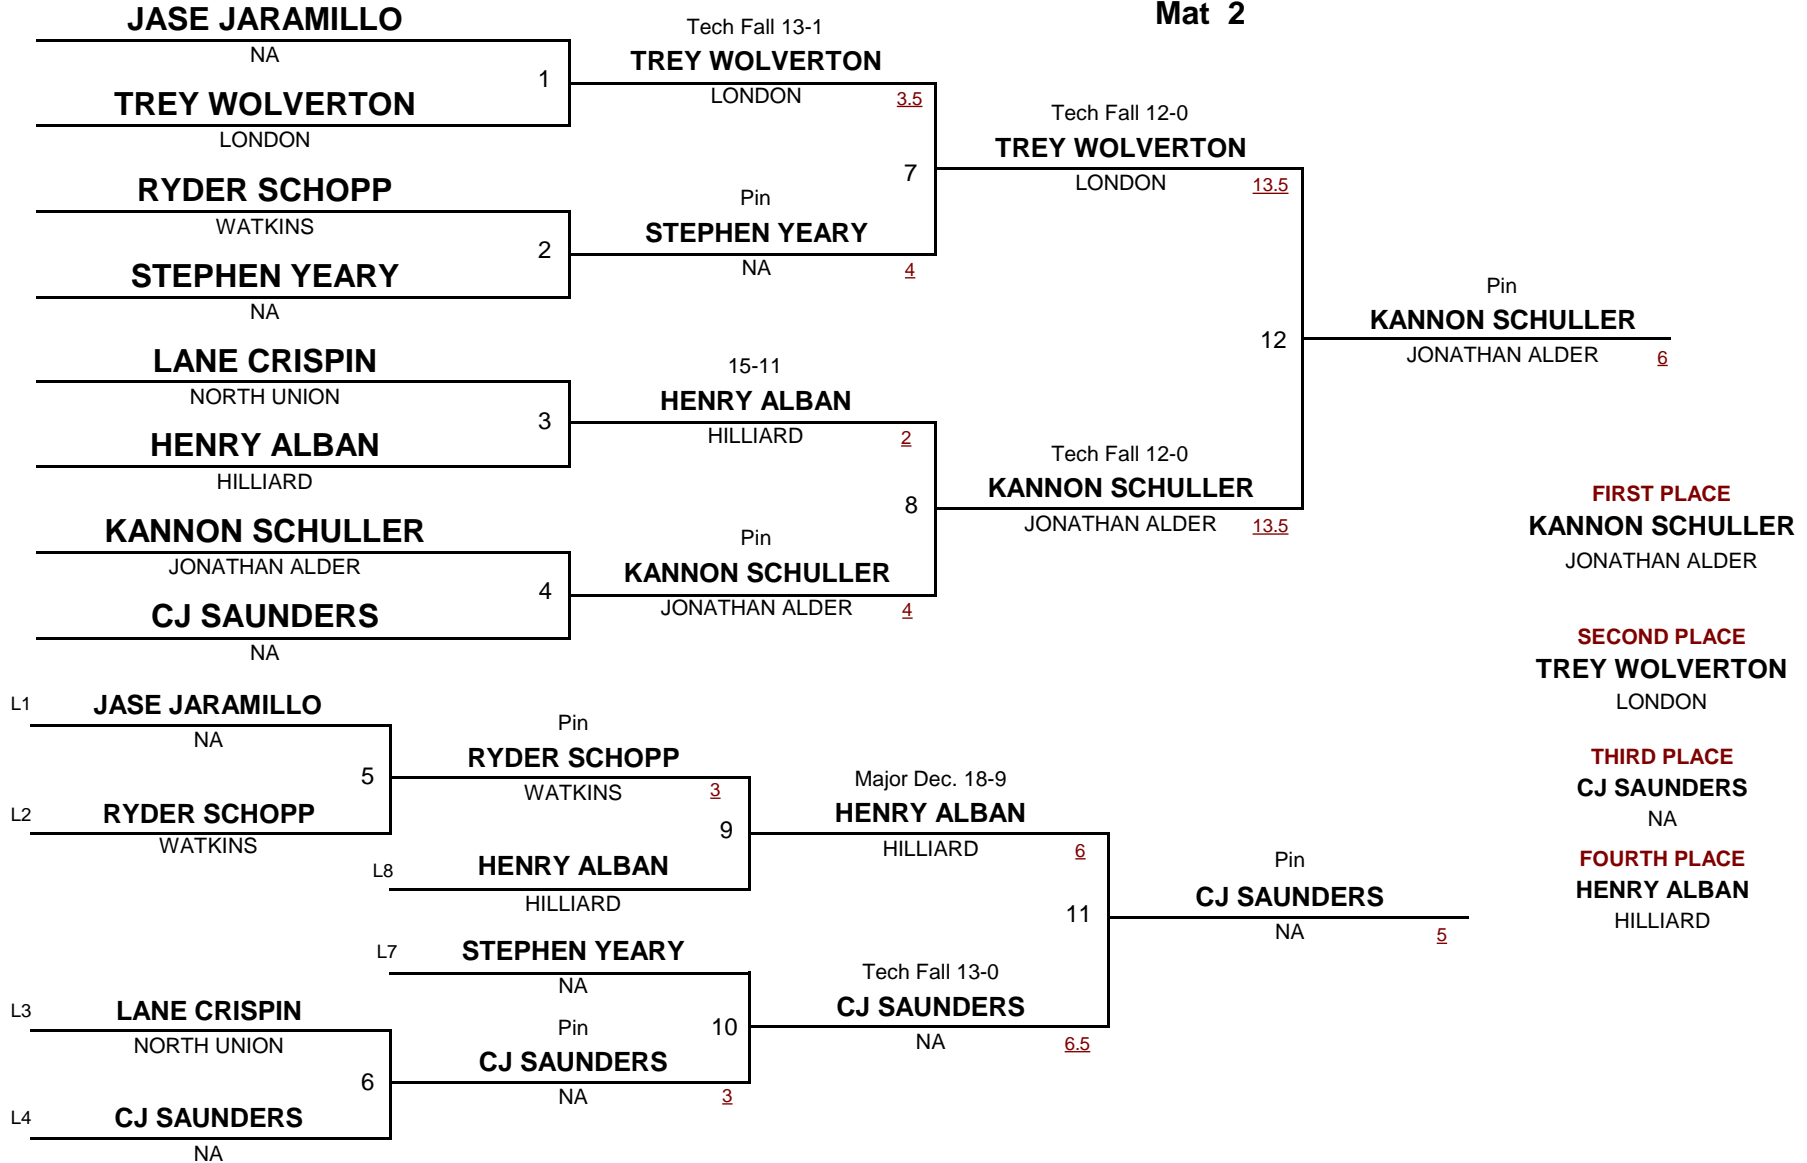 Mat 2
JASE JARAMILLO
NA
1
TREY WOLVERTON
LONDON
RYDER SCHOPP
WATKINS
2
STEPHEN YEARY
NA
LANE CRISPIN
NORTH UNION
3
HENRY ALBAN
HILLIARD
KANNON SCHULLER
JONATHAN ALDER
4
CJ SAUNDERS
NA
Tech Fall 13-1
TREY WOLVERTON
LONDON 3.5
7
Pin
STEPHEN YEARY
NA 4
15-11
HENRY ALBAN
HILLIARD 2
8
Pin
KANNON SCHULLER
JONATHAN ALDER 4
Tech Fall 12-0
TREY WOLVERTON
LONDON 13.5
12
Tech Fall 12-0
KANNON SCHULLER
JONATHAN ALDER 13.5
Pin
KANNON SCHULLER
JONATHAN ALDER 6
FIRST PLACE
KANNON SCHULLER
JONATHAN ALDER
SECOND PLACE
TREY WOLVERTON
LONDON
THIRD PLACE
CJ SAUNDERS
NA
FOURTH PLACE
HENRY ALBAN
HILLIARD
L1 JASE JARAMILLO
NA
5
L2 RYDER SCHOPP
WATKINS
Pin
RYDER SCHOPP
WATKINS 3
9
L8 HENRY ALBAN
HILLIARD
L7 STEPHEN YEARY
NA
L3 LANE CRISPIN
NORTH UNION
6
L4 CJ SAUNDERS
NA
Pin
10
CJ SAUNDERS
NA 3
Major Dec. 18-9
HENRY ALBAN
HILLIARD 6
11
Tech Fall 13-0
CJ SAUNDERS
NA 6.5
Pin
CJ SAUNDERS
NA 5